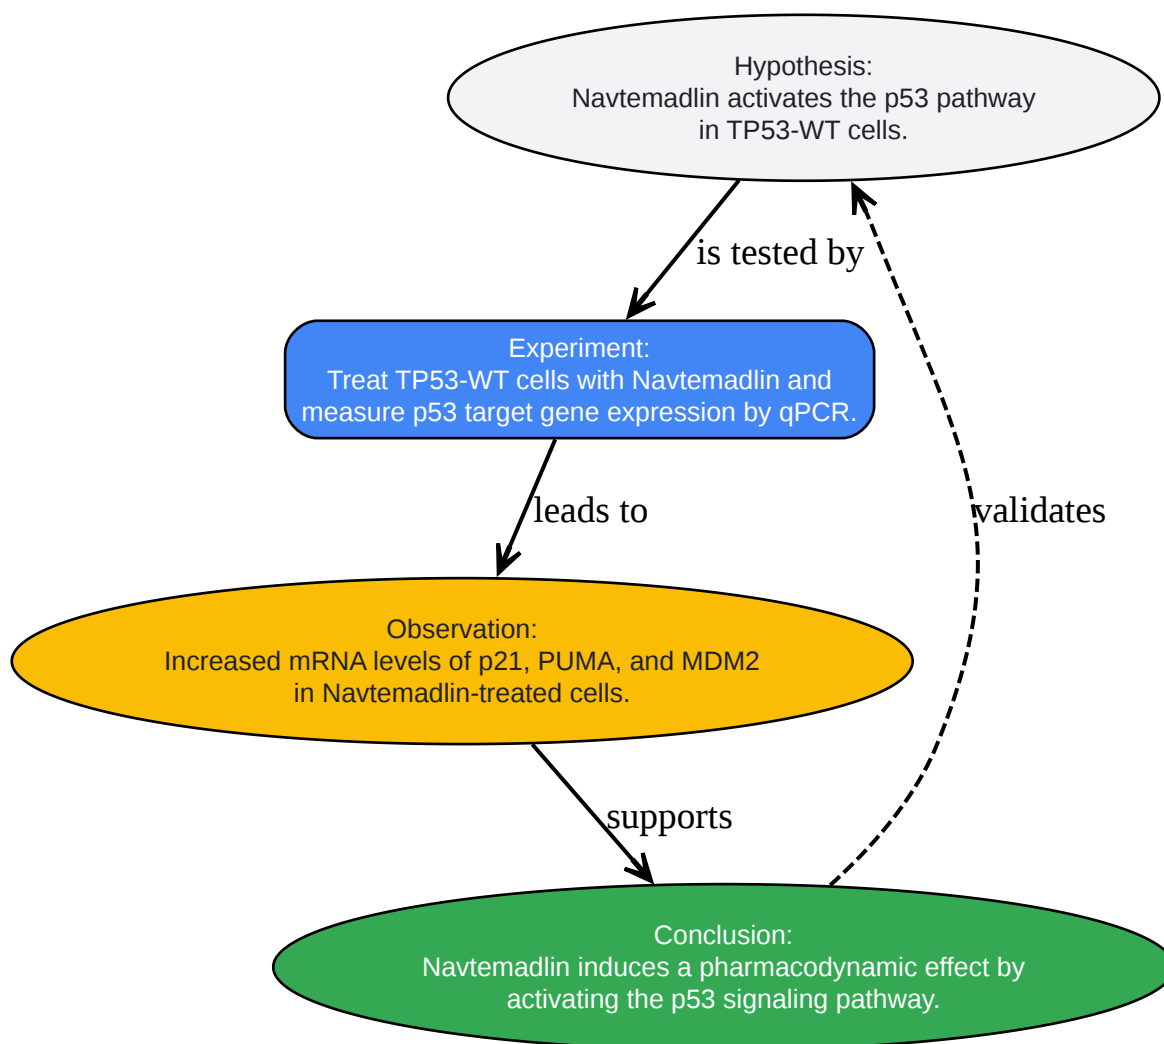 Hypothesis:
Navtemadlin activates the p53 pathway
in TP53-WT cells.
is tested by
Experiment:
Treat TP53-WT cells with Navtemadlin and
measure p53 target gene expression by qPCR.
leads to
validates
Observation:
Increased mRNA levels of p21, PUMA, and MDM2
in Navtemadlin-treated cells.
supports
Conclusion:
Navtemadlin induces a pharmacodynamic effect by
activating the p53 signaling pathway.